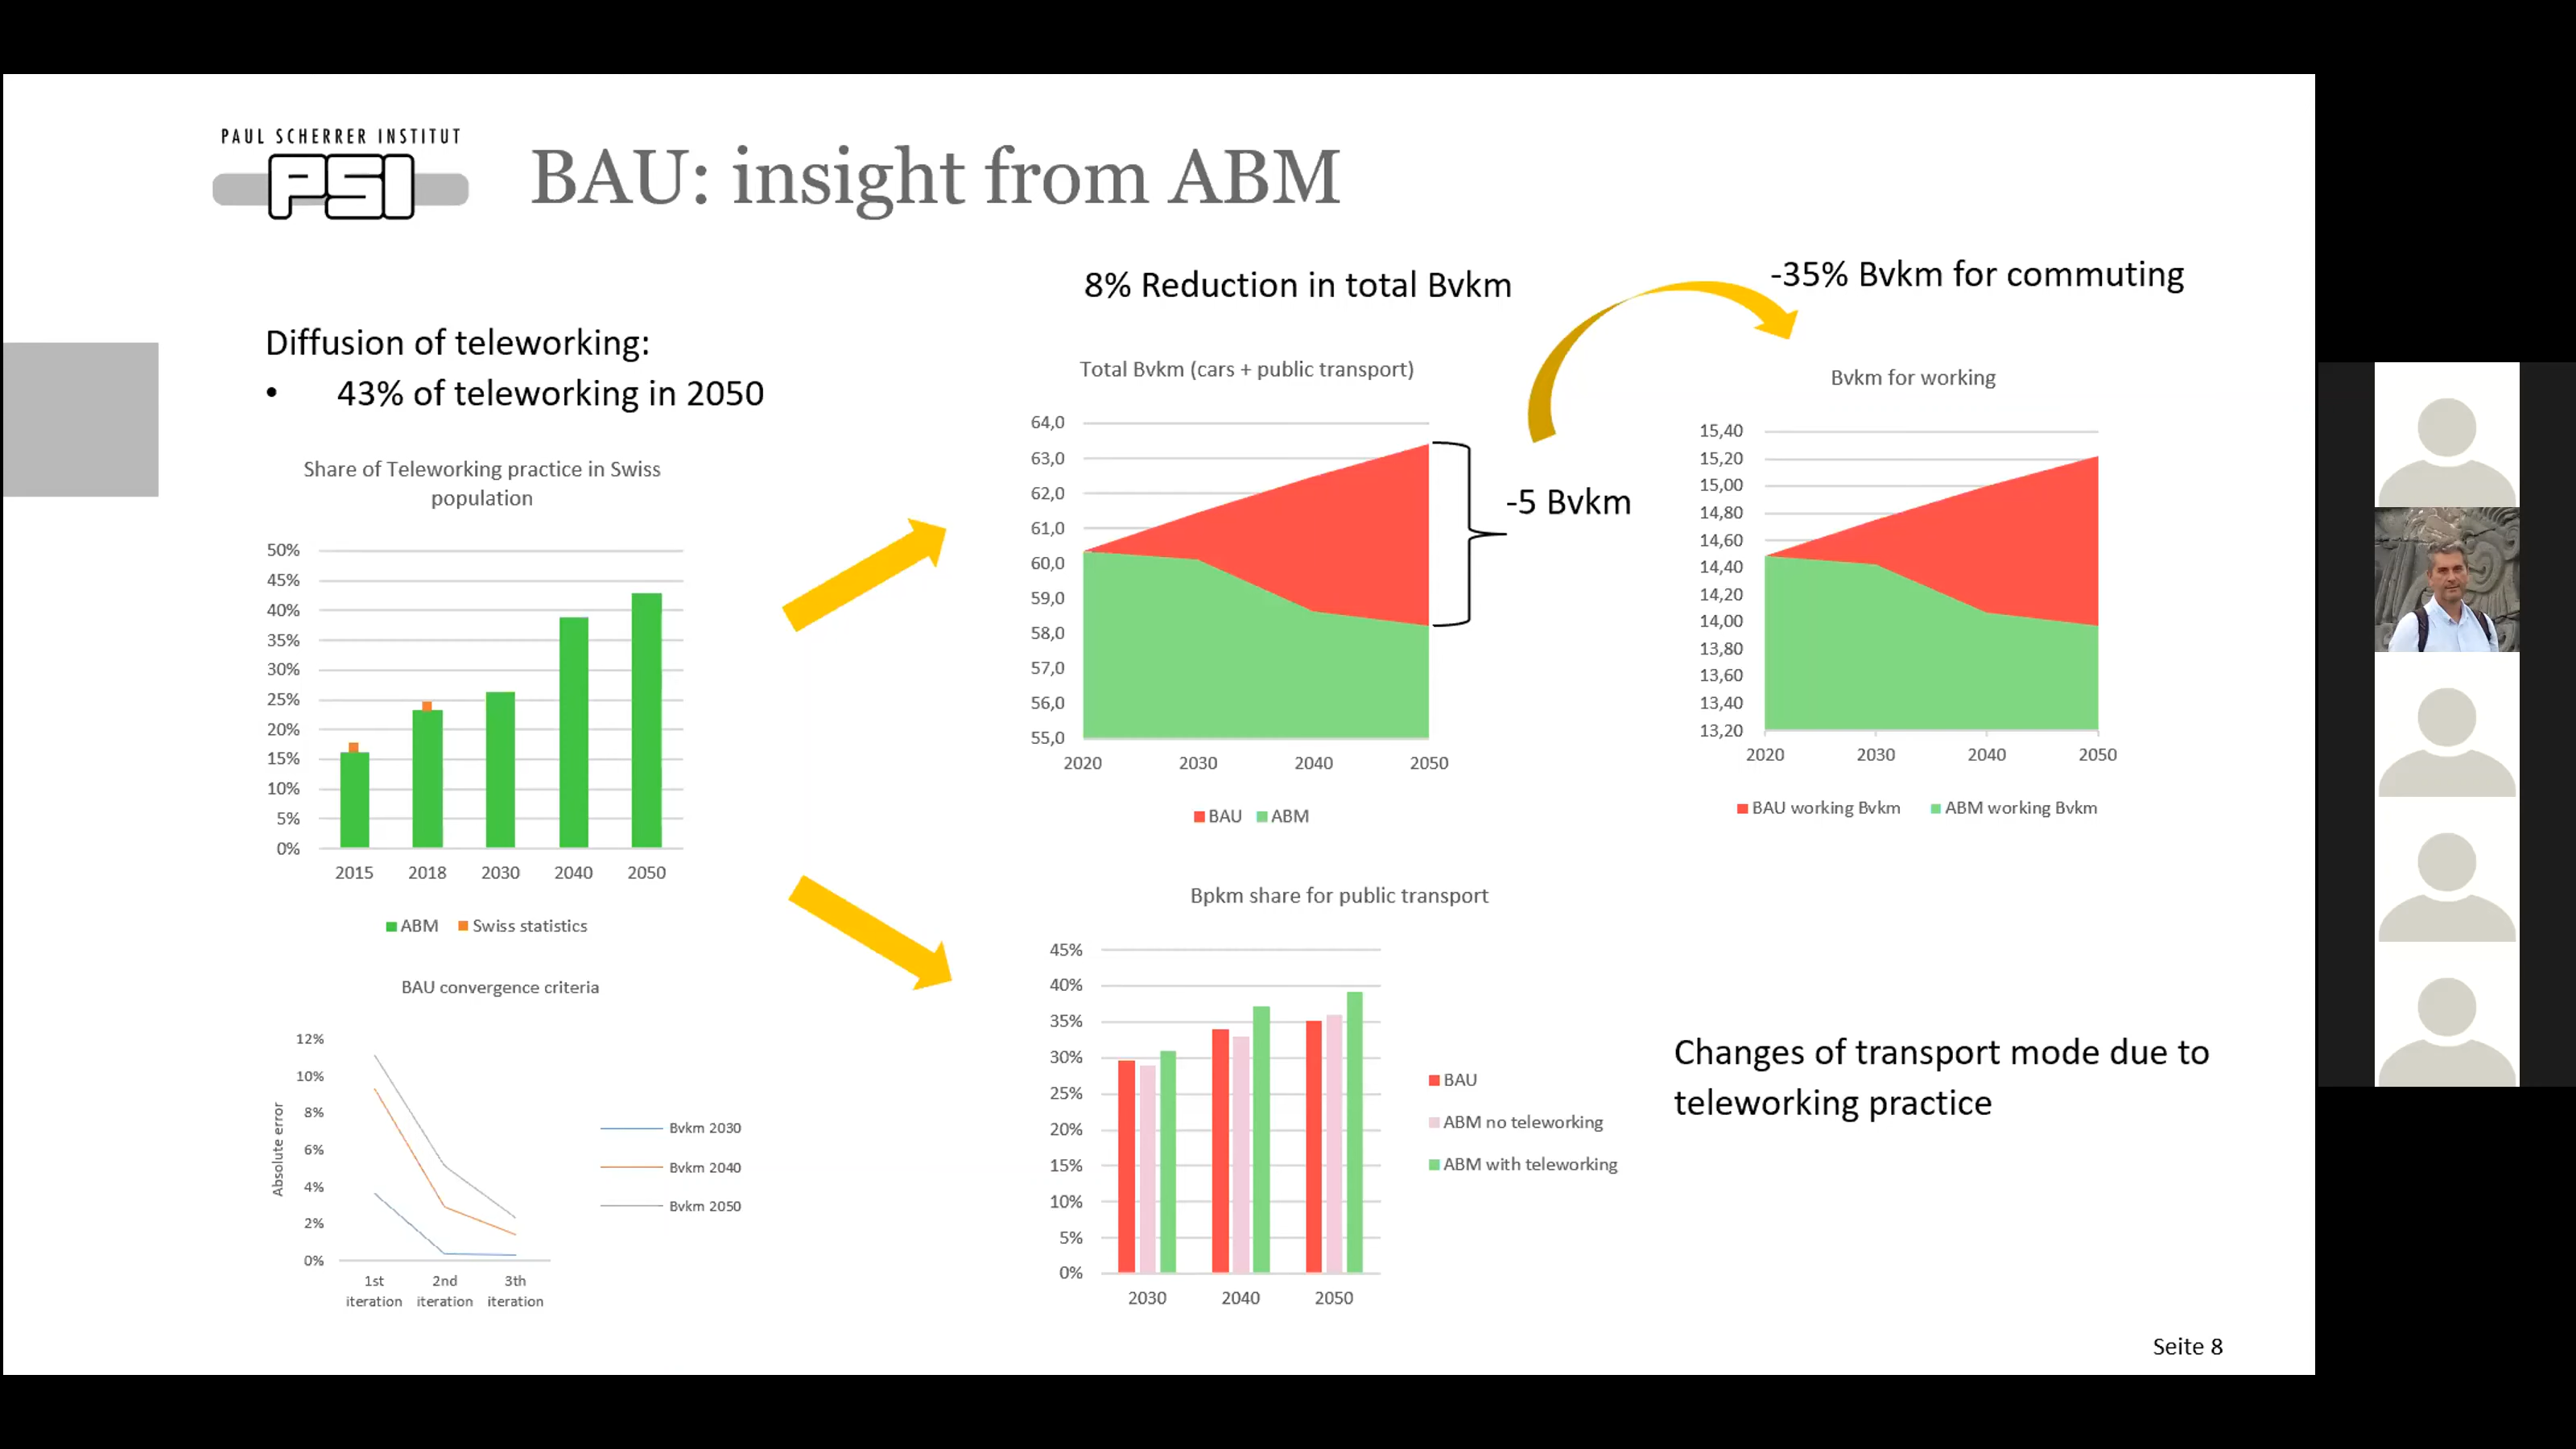 PAUL SCHERRER INSTITUT
PSI
BAU: insight from ABM
Diffusion of teleworking:
• 43% of teleworking in 2050
Share of Teleworking practice in Swiss
population
50%
45%
40%
35%
30%
25%
20%
15%
10%
5%
0%
2015 2018 2030 2040 2050
ABM Swiss statistics
BAU convergence criteria
Absolute error
12%
10%
8%
6%
4%
2%
0%
1st 2nd 3th
iteration iteration iteration
Bvkm 2030
Bvkm 2040
Bvkm 2050
8% Reduction in total Bvkm
Total Bvkm (cars + public transport)
64,0
63,0
62,0
61,0
60,0
59,0
58,0
57,0
56,0
55,0
2020 2030 2040 2050
BAU ABM
-5 Bvkm
-35% Bvkm for commuting
Bvkm for working
15,40
15,20
15,00
14,80
14,60
14,40
14,20
14,00
13,80
13,60
13,40
13,20
2020 2030 2040 2050
BAU working Bvkm ABM working Bvkm
Bpkm share for public transport
45%
40%
35%
30%
25%
20%
15%
10%
5%
0%
2030 2040 2050
BAU
ABM no teleworking
ABM with teleworking
Changes of transport mode due to
teleworking practice
Seite 8